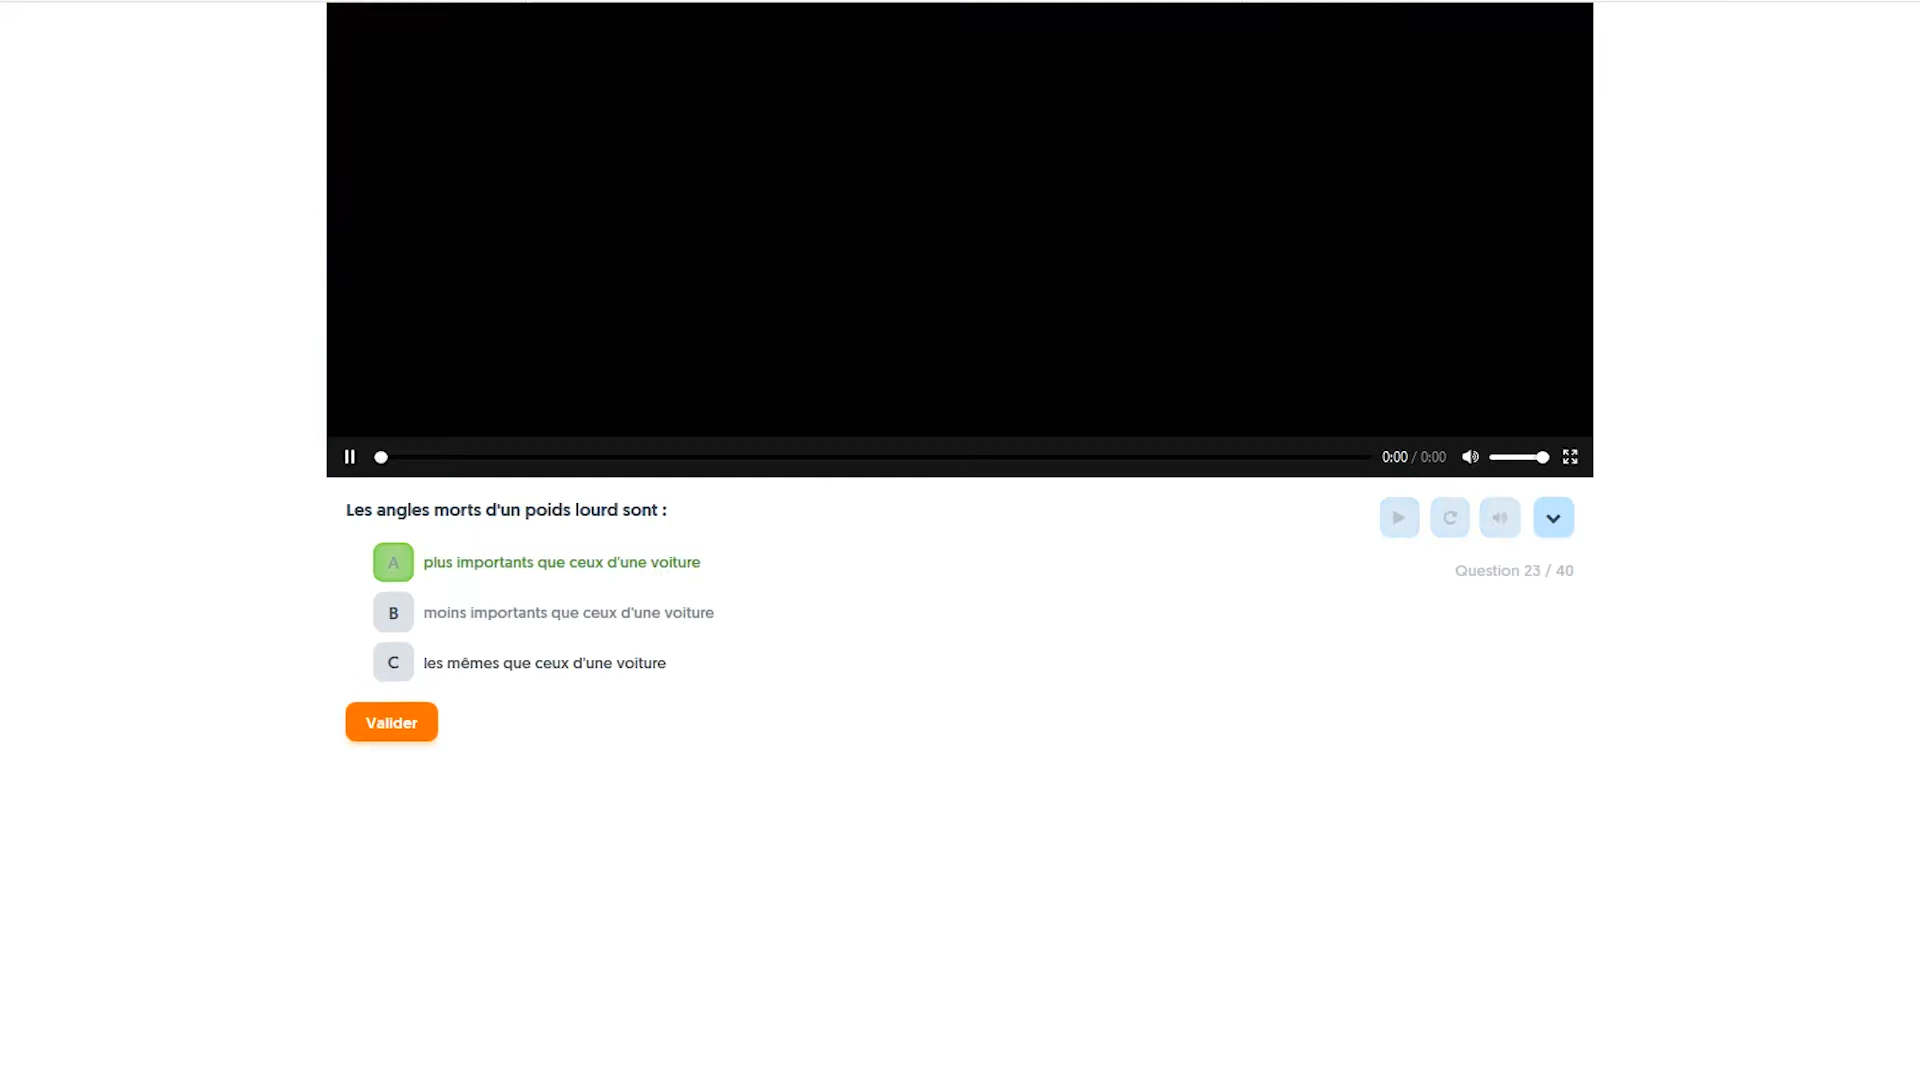 0:00 / 0:00
Les angles morts d'un poids lourd sont :
A plus importants que ceux d'une voiture
Question 23 / 40
B moins importants que ceux d'une voiture
C les mêmes que ceux d'une voiture
Valider